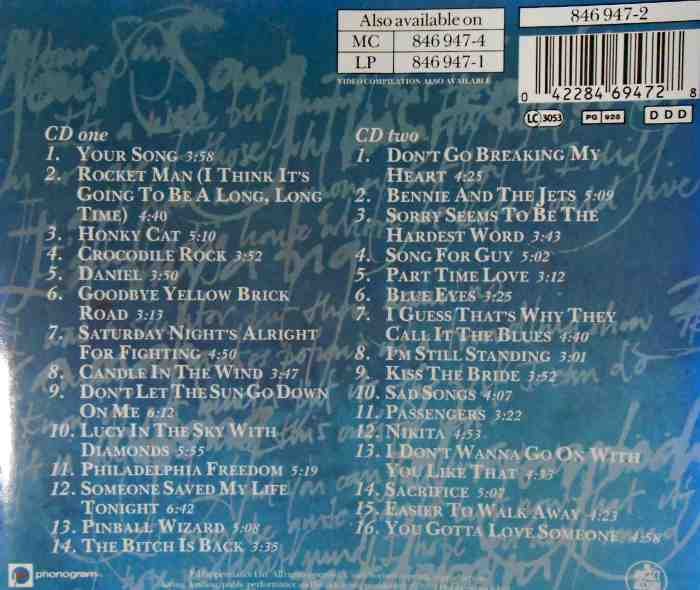 Also available on
MC 846 947-4
LP 846 947-1
VIDEO COMPILATION ALSO AVAILABLE
846 947-2
0 42284 69472 8
LC 3053
PG 920
D D D
CD one
1. YOUR SONG 3:58
2. ROCKET MAN (I THINK IT'S
GOING TO BE A LONG, LONG
TIME) 4:40
3. HONKY CAT 5:10
4. CROCODILE ROCK 3:52
5. DANIEL 3:50
6. GOODBYE YELLOW BRICK
ROAD 3:13
7. SATURDAY NIGHT'S ALRIGHT
FOR FIGHTING 4:50
8. CANDLE IN THE WIND 3:47
9. DON'T LET THE SUN GO DOWN
ON ME 6:12
10. LUCY IN THE SKY WITH
DIAMONDS 5:55
11. PHILADELPHIA FREEDOM 5:19
12. SOMEONE SAVED MY LIFE
TONIGHT 6:42
13. PINBALL WIZARD 5:08
14. THE BITCH IS BACK 3:35
CD two
1. DON'T GO BREAKING MY
HEART 4:25
2. BENNIE AND THE JETS 5:09
3. SORRY SEEMS TO BE THE
HARDEST WORD 3:43
4. SONG FOR GUY 5:02
5. PART TIME LOVE 3:12
6. BLUE EYES 3:25
7. I GUESS THAT'S WHY THEY
CALL IT THE BLUES 4:40
8. I'M STILL STANDING 3:01
9. KISS THE BRIDE 3:52
10. SAD SONGS 4:07
11. PASSENGERS 3:22
12. NIKITA 4:53
13. I DON'T WANNA GO ON WITH
YOU LIKE THAT 4:33
14. SACRIFICE 5:07
15. EASIER TO WALK AWAY 4:23
16. YOU GOTTA LOVE SOMEONE 4:58
phonogram